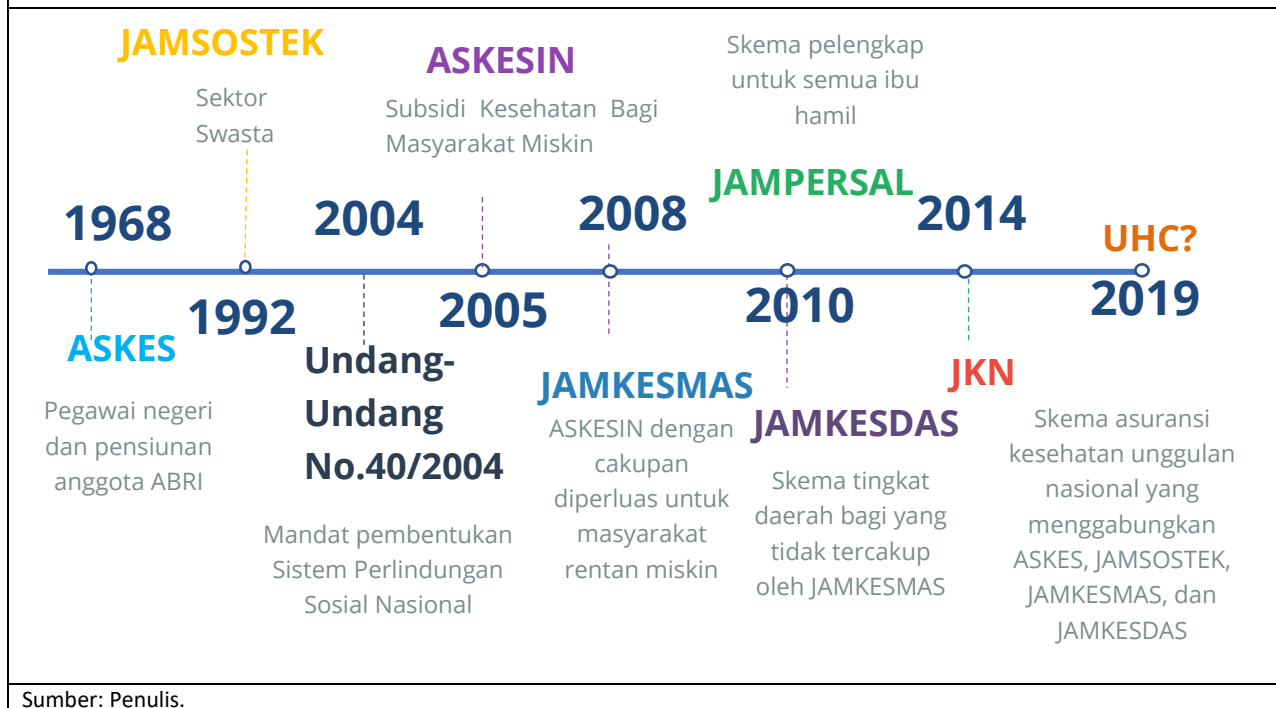 JAMSOSTEK
Sektor
Swasta
ASKESIN
Subsidi Kesehatan Bagi
Masyarakat Miskin
Skema pelengkap
untuk semua ibu
hamil
JAMPERSAL
1968
2004
2008
2014
UHC?
1992
2005
2010
2019
ASKES
Pegawai negeri
dan pensiunan
anggota ABRI
Undang-
Undang
No.40/2004
Mandat pembentukan
Sistem Perlindungan
Sosial Nasional
JAMKESMAS
ASKESIN dengan
cakupan
diperluas untuk
masyarakat
rentan miskin
JAMKESDAS
Skema tingkat
daerah bagi yang
tidak tercakup
oleh JAMKESMAS
JKN
Skema asuransi
kesehatan unggulan
nasional yang
menggabungkan
ASKES, JAMSOSTEK,
JAMKESMAS, dan
JAMKESDAS
Sumber: Penulis.